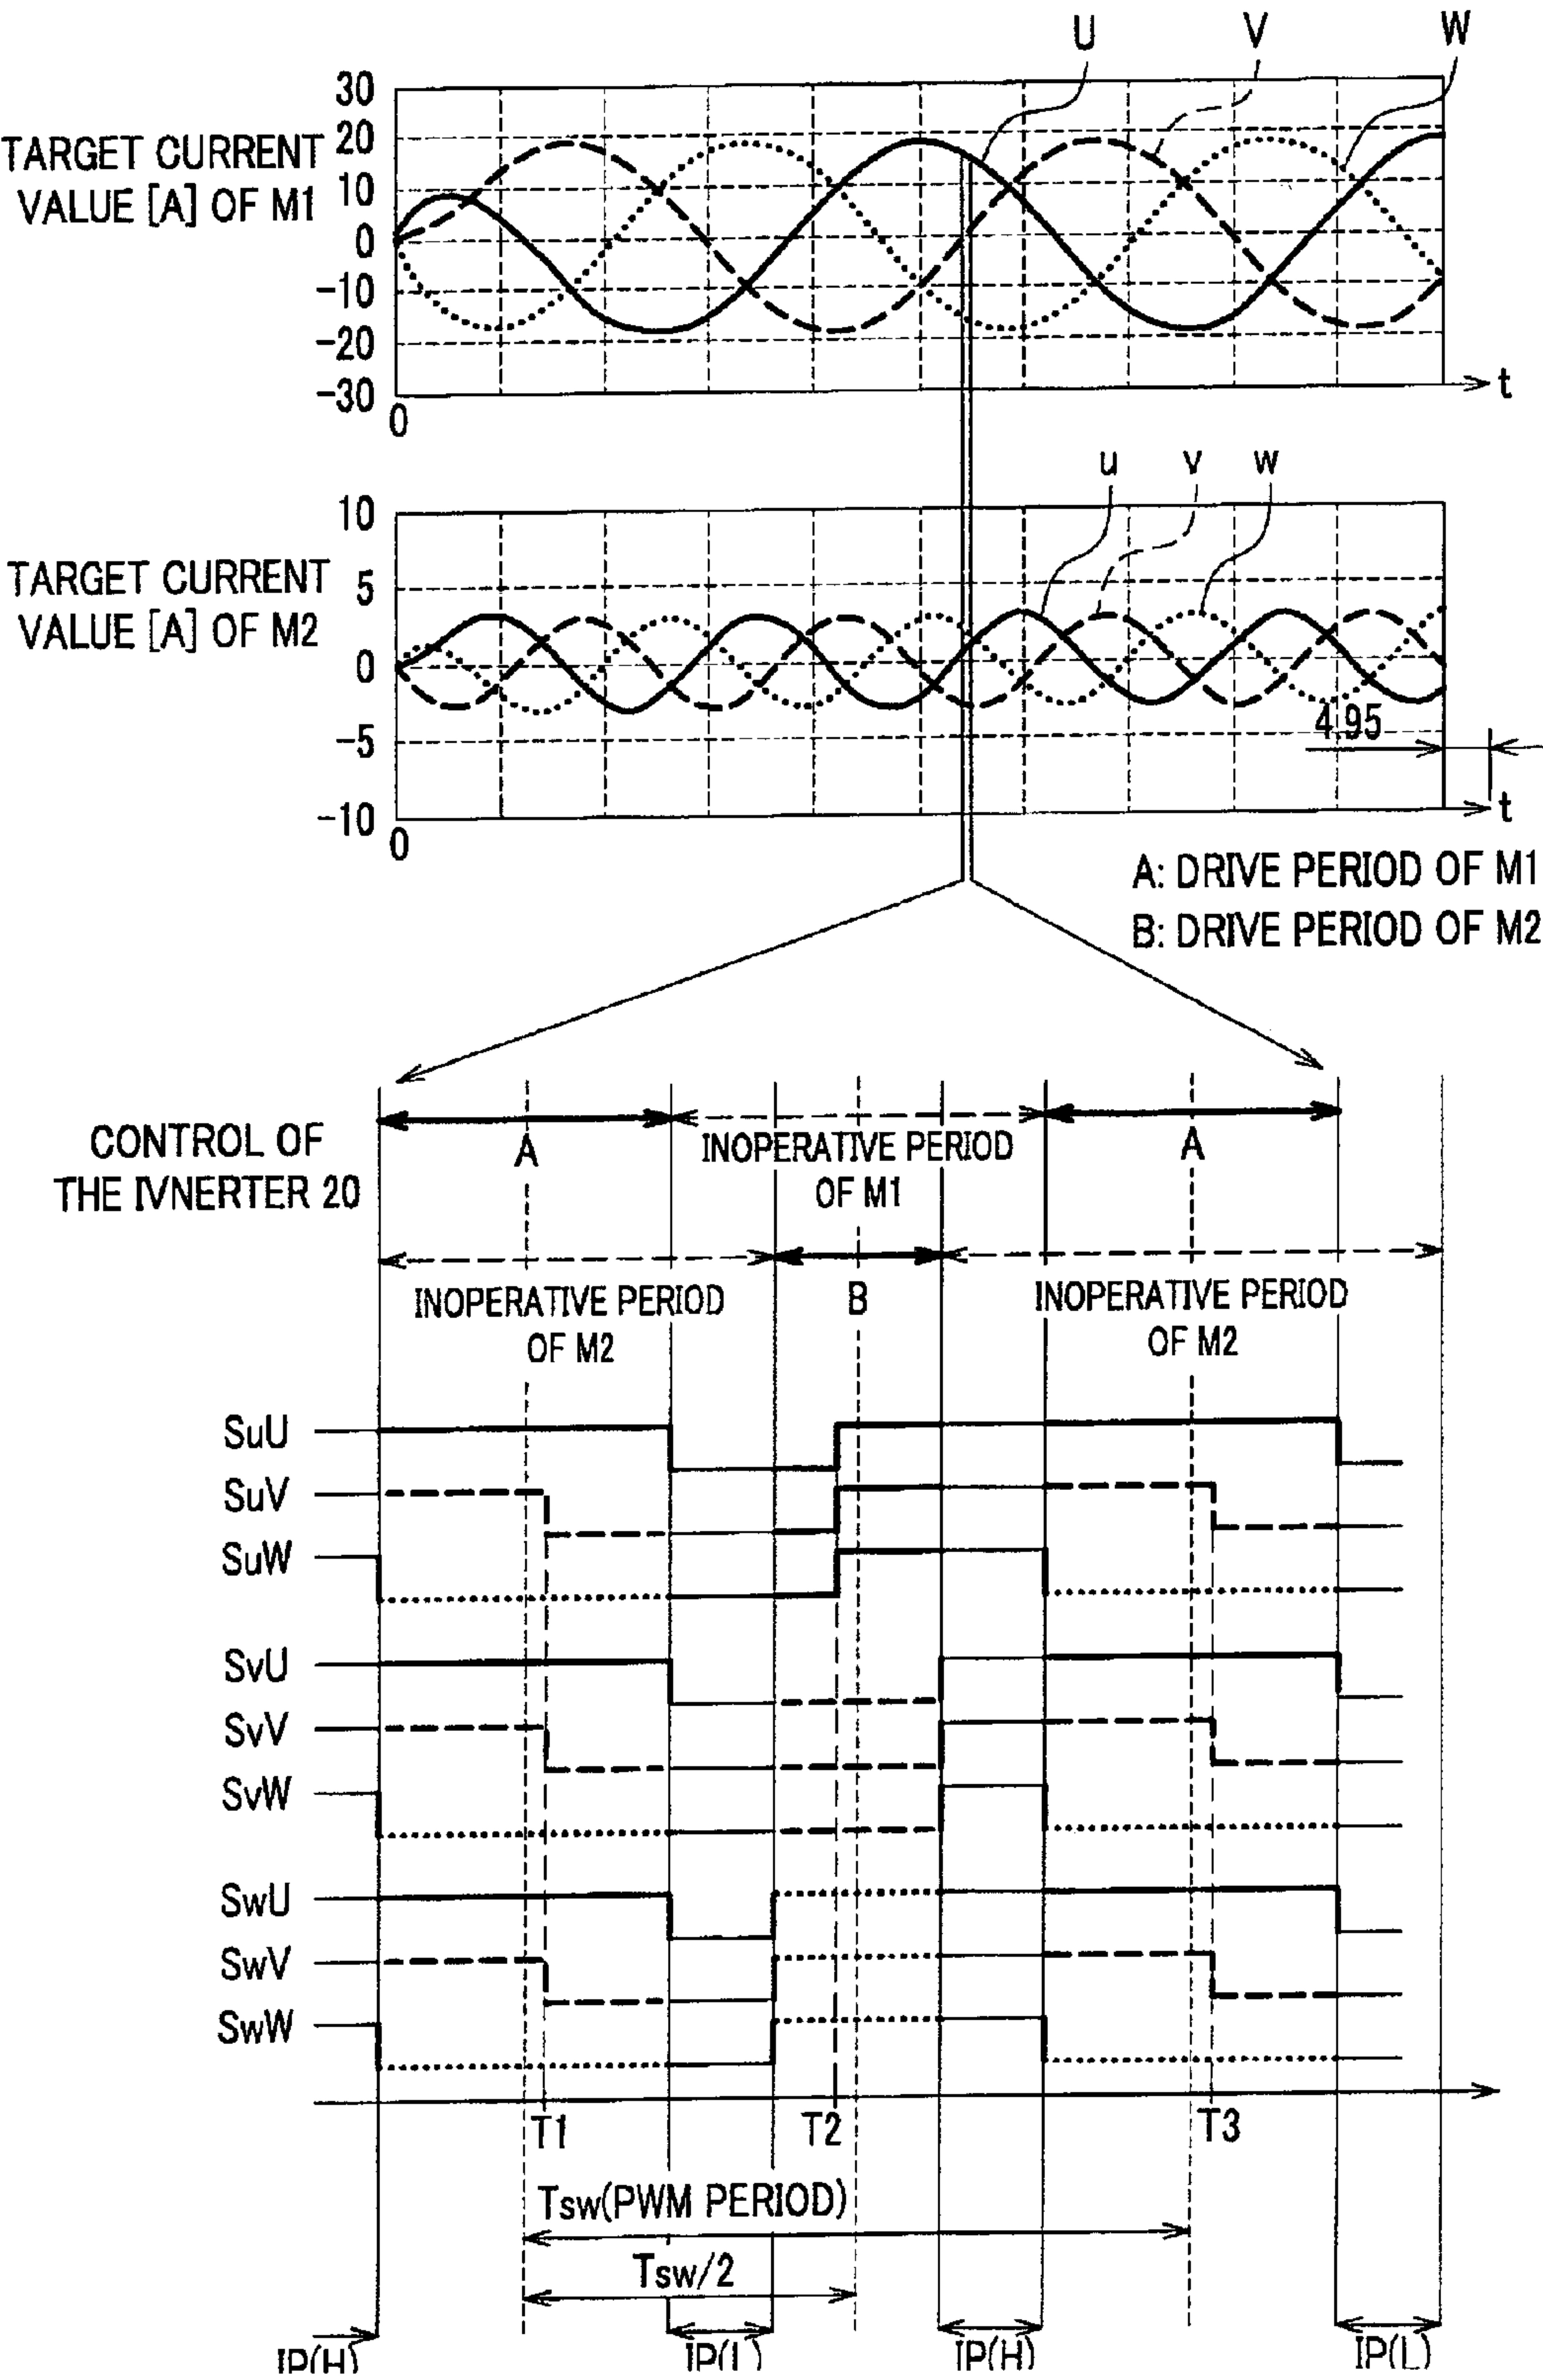 U V W
30
TARGET CURRENT 20
VALUE [A] OF M1 10
0
-10
-20
-30
0 t
u v w
10
TARGET CURRENT 5
VALUE [A] OF M2
0
4.95
-5
-10
0 t
A: DRIVE PERIOD OF M1
B: DRIVE PERIOD OF M2
CONTROL OF
THE IVNERTER 20
A INOPERATIVE PERIOD A
OF M1
INOPERATIVE PERIOD B INOPERATIVE PERIOD
OF M2 OF M2
SuU
SuV
SuW
SvU
SvV
SvW
SwU
SwV
SwW
T1 T2 T3
Tsw(PWM PERIOD)
Tsw/2
IP(H) IP(L) IP(H) IP(L)